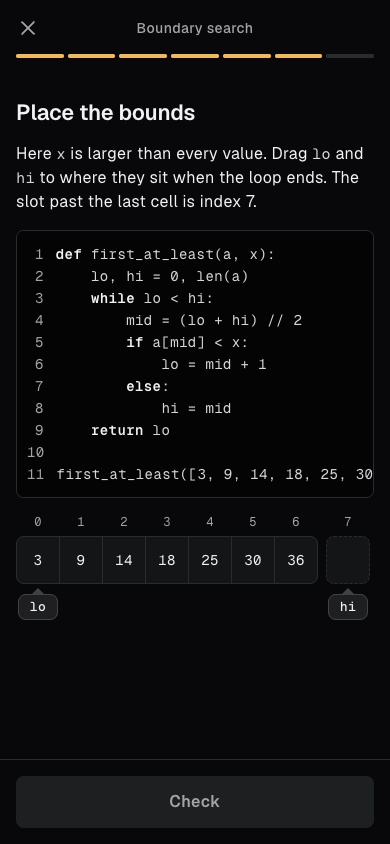 Boundary search
Place the bounds
Here x is larger than every value. Drag lo and
hi to where they sit when the loop ends. The
slot past the last cell is index 7.
1 def first_at_least(a, x):
2     lo, hi = 0, len(a)
3     while lo < hi:
4         mid = (lo + hi) // 2
5         if a[mid] < x:
6             lo = mid + 1
7         else:
8             hi = mid
9     return lo
10
11 first_at_least([3, 9, 14, 18, 25, 30
0 1 2 3 4 5 6 7
3 9 14 18 25 30 36
lo hi
Check